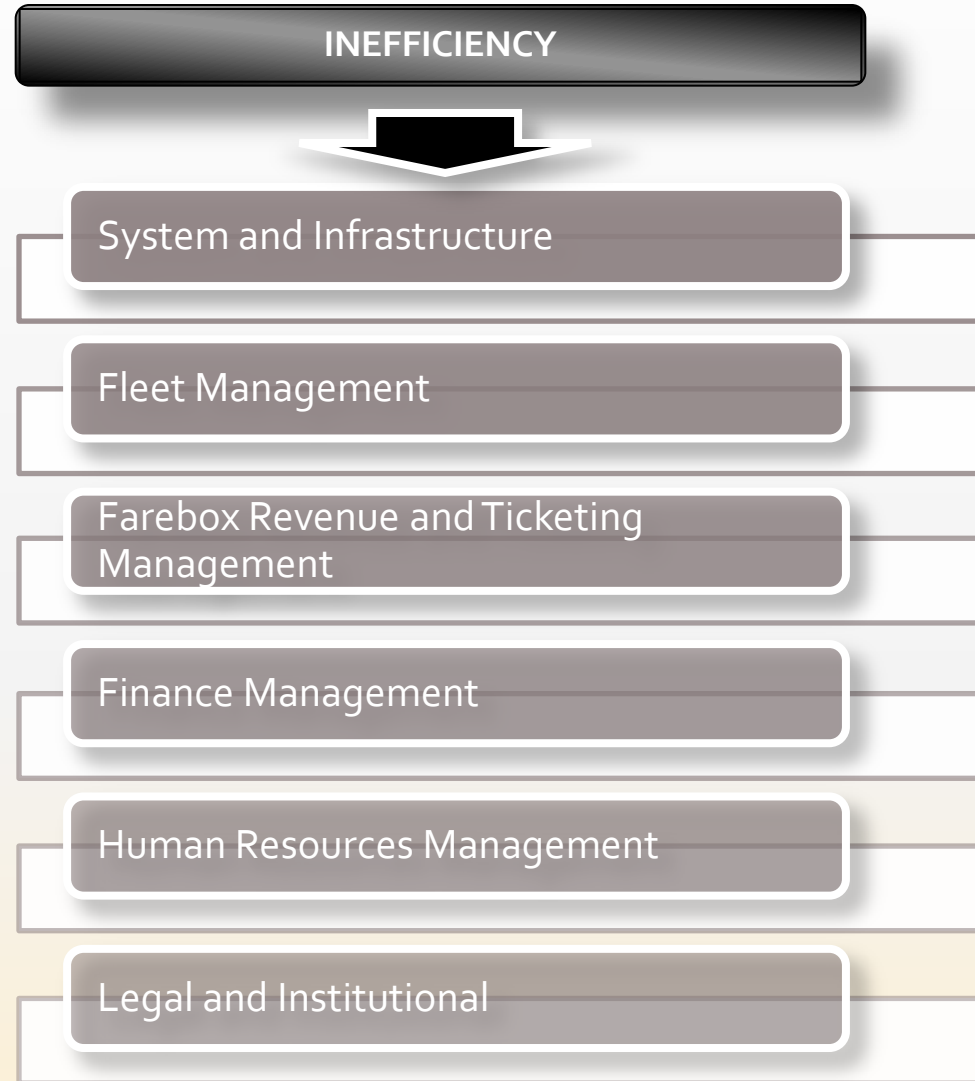 INEFFICIENCY
System and Infrastructure
Fleet Management
Farebox Revenue and Ticketing
Management
Finance Management
Human Resources Management
Legal and Institutional